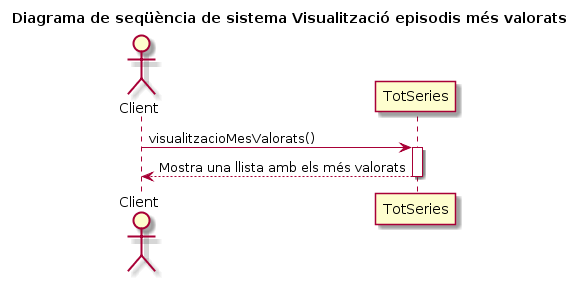 Diagrama de seqüència de sistema Visualització episodis més valorats
Client
TotSeries
visualitzacioMesValorats()
Mostra una llista amb els més valorats
Client
TotSeries